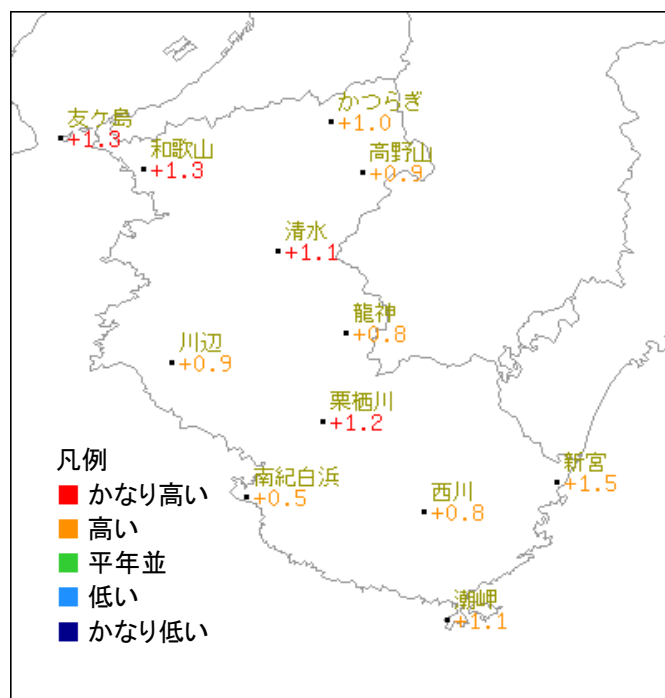 かつらぎ
+1.0
友ケ島
+1.3
和歌山
+1.3
高野山
+0.9
清水
+1.1
龍神
+0.8
川辺
+0.9
栗栖川
+1.2
新宮
+1.5
南紀白浜
+0.5
西川
+0.8
潮岬
+1.1
凡例
かなり高い
高い
平年並
低い
かなり低い